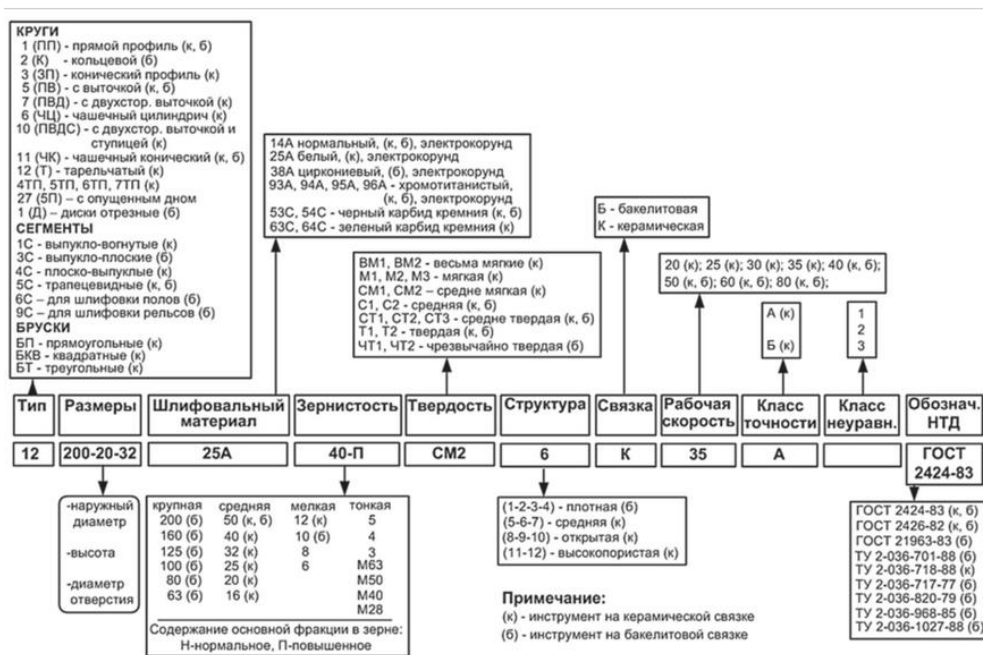 КРУГИ
1 (ПП) - прямой профиль (к, б)
2 (К) - кольцевой (б)
3 (ЗП) - конический профиль (к)
5 (ПВ) - с выточкой (к, б)
7 (ПВД) - с двухстор. выточкой (к)
6 (ЧЦ) - чашечный цилиндрич (к)
10 (ПВДС) - с двухстор. выточкой и
ступицей (к)
11 (ЧК) - чашечный конический (к, б)
12 (Т) - тарельчатый (к)
4ТП, 5ТП, 6ТП, 7ТП (к)
27 (5П) – с опущенным дном
1 (Д) – диски отрезные (б)
СЕГМЕНТЫ
1С - выпукло-вогнутые (к)
3С - выпукло-плоские (б)
4С - плоско-выпуклые (к)
5С - трапецевидные (к, б)
6С – для шлифовки полов (б)
9С – для шлифовки рельсов (б)
БРУСКИ
БП - прямоугольные (к)
БКВ - квадратные (к)
БТ - треугольные (к)
14А нормальный, (к, б), электрокорунд
25А белый, (к), электрокорунд
38А циркониевый, (б), электрокорунд
93А, 94А, 95А, 96А - хромотитанистый,
(к, б), электрокорунд
53С, 54С - черный карбид кремния (к, б)
63С, 64С - зеленый карбид кремния (к)
ВМ1, ВМ2 – весьма мягкие (к)
М1, М2, М3 - мягкая (к)
СМ1, СМ2 – средне мягкая (к)
С1, С2 - средняя (к, б)
СТ1, СТ2, СТ3 - средне твердая (к, б)
Т1, Т2 – твердая (к, б)
ЧТ1, ЧТ2 - чрезвычайно твердая (б)
Б - бакелитовая
К - керамическая
20 (к); 25 (к); 30 (к); 35 (к); 40 (к, б);
50 (к, б); 60 (к, б); 80 (к, б);
А (к)
Б (к)
1
2
3
Тип Размеры Шлифовальный материал Зернистость Твердость Структура Связка Рабочая скорость Класс точности Класс неуравн. Обознач. НТД
12 200-20-32 25А 40-П СМ2 6 К 35 А ГОСТ 2424-83
-наружный
диаметр
-высота
-диаметр
отверстия
крупная средняя мелкая тонкая
200 (б) 50 (к, б) 12 (к) 5
160 (б) 40 (к) 10 (б) 4
125 (б) 32 (к) 8 3
100 (б) 25 (к) 6 М63
80 (б) 20 (к) М50
63 (б) 16 (к) М40
М28
Содержание основной фракции в зерне:
Н-нормальное, П-повышенное
(1-2-3-4) - плотная (б)
(5-6-7) - средняя (к)
(8-9-10) - открытая (к)
(11-12) - высокопористая (к)
Примечание:
(к) - инструмент на керамической связке
(б) - инструмент на бакелитовой связке
ГОСТ 2424-83 (к, б)
ГОСТ 2426-82 (к, б)
ГОСТ 21963-83 (б)
ТУ 2-036-701-88 (б)
ТУ 2-036-718-88 (к)
ТУ 2-036-717-77 (б)
ТУ 2-036-820-79 (б)
ТУ 2-036-968-85 (б)
ТУ 2-036-1027-88 (б)